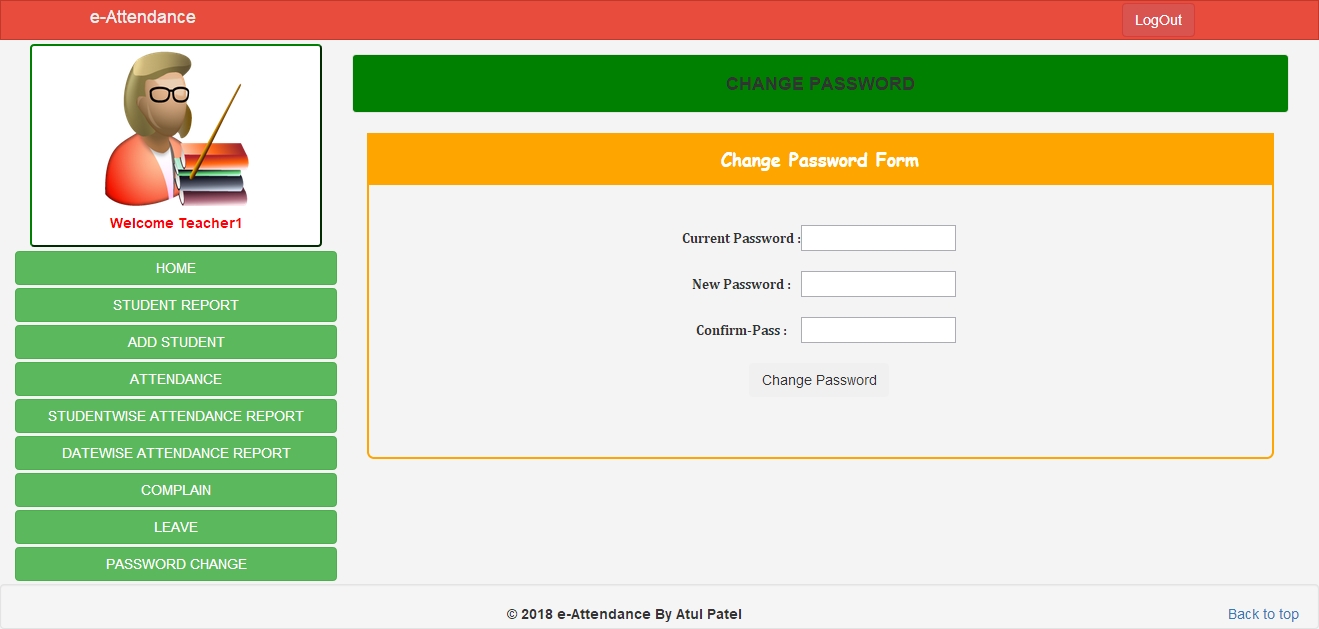 e-Attendance
LogOut
Welcome Teacher1
HOME
STUDENT REPORT
ADD STUDENT
ATTENDANCE
STUDENTWISE ATTENDANCE REPORT
DATEWISE ATTENDANCE REPORT
COMPLAIN
LEAVE
PASSWORD CHANGE
CHANGE PASSWORD
Change Password Form
Current Password :
New Password :
Confirm-Pass :
Change Password
© 2018 e-Attendance By Atul Patel
Back to top